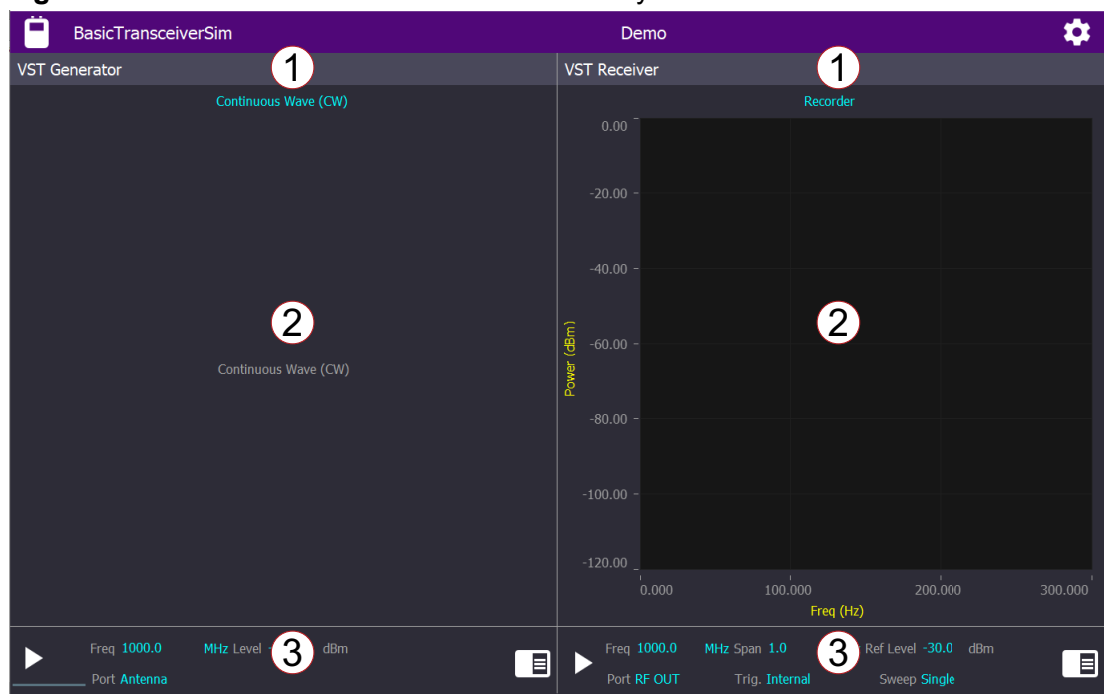 BasicTransceiverSim Demo
VST Generator 1 VST Receiver 1
Continuous Wave (CW) Recorder
0.00
-20.00
-40.00
2 2
-60.00
Continuous Wave (CW)
Power (dBm)
-80.00
-100.00
-120.00
0.000 100.000 200.000 300.000
Freq (Hz)
Freq 1000.0 MHz Level 3 dBm Freq 1000.0 MHz Span 1.0 3 Ref Level -30.0 dBm
Port Antenna Port RF OUT Trig. Internal Sweep Single